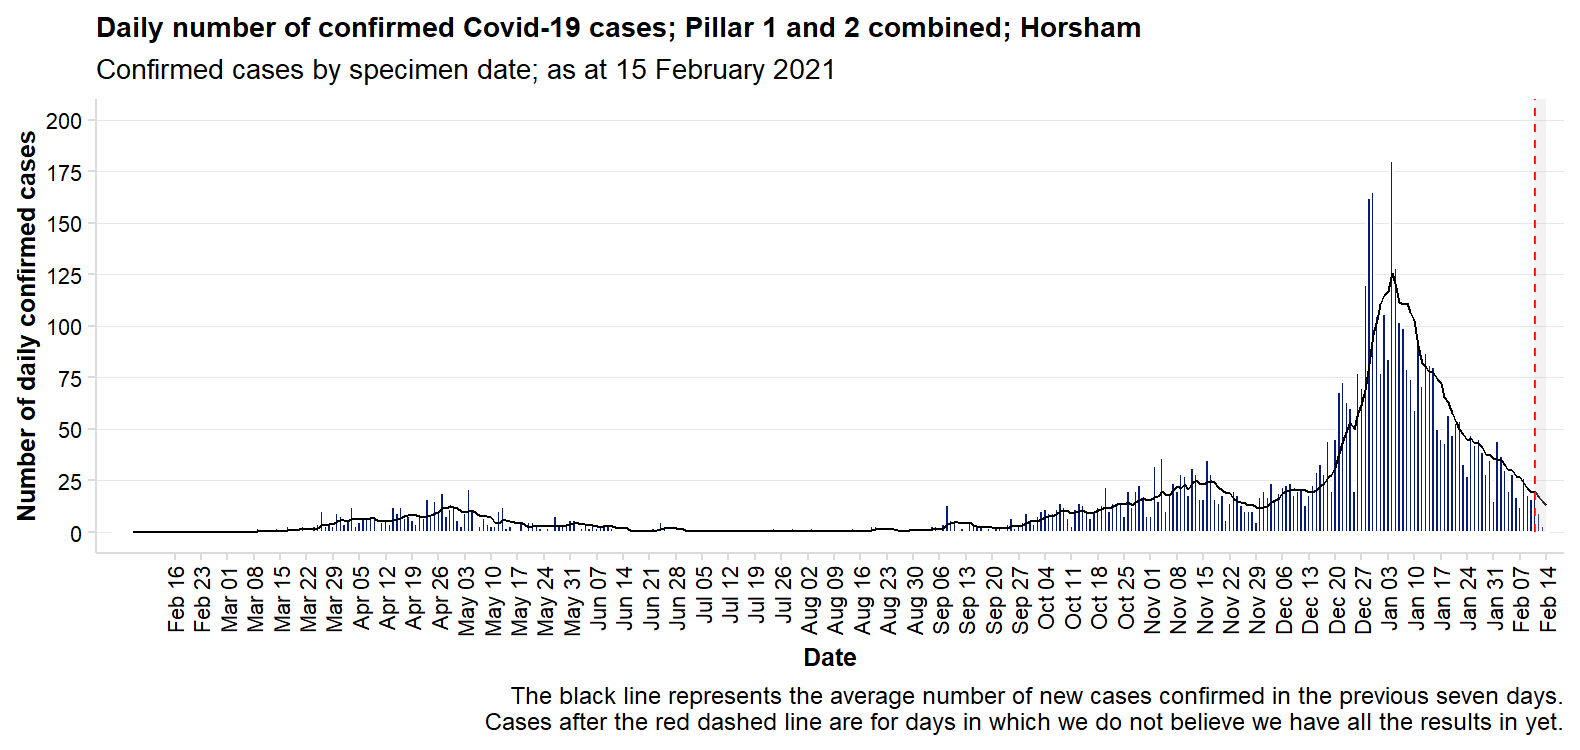 Daily number of confirmed Covid-19 cases; Pillar 1 and 2 combined; Horsham
Confirmed cases by specimen date; as at 15 February 2021
Number of daily confirmed cases
200
175
150
125
100
75
50
25
0
Feb 16
Feb 23
Mar 01
Mar 08
Mar 15
Mar 22
Mar 29
Apr 05
Apr 12
Apr 19
Apr 26
May 03
May 10
May 17
May 24
May 31
Jun 07
Jun 14
Jun 21
Jun 28
Jul 05
Jul 12
Jul 19
Jul 26
Aug 02
Aug 09
Aug 16
Aug 23
Aug 30
Sep 06
Sep 13
Sep 20
Sep 27
Oct 04
Oct 11
Oct 18
Oct 25
Nov 01
Nov 08
Nov 15
Nov 22
Nov 29
Dec 06
Dec 13
Dec 20
Dec 27
Jan 03
Jan 10
Jan 17
Jan 24
Jan 31
Feb 07
Feb 14
Date
The black line represents the average number of new cases confirmed in the previous seven days.
Cases after the red dashed line are for days in which we do not believe we have all the results in yet.